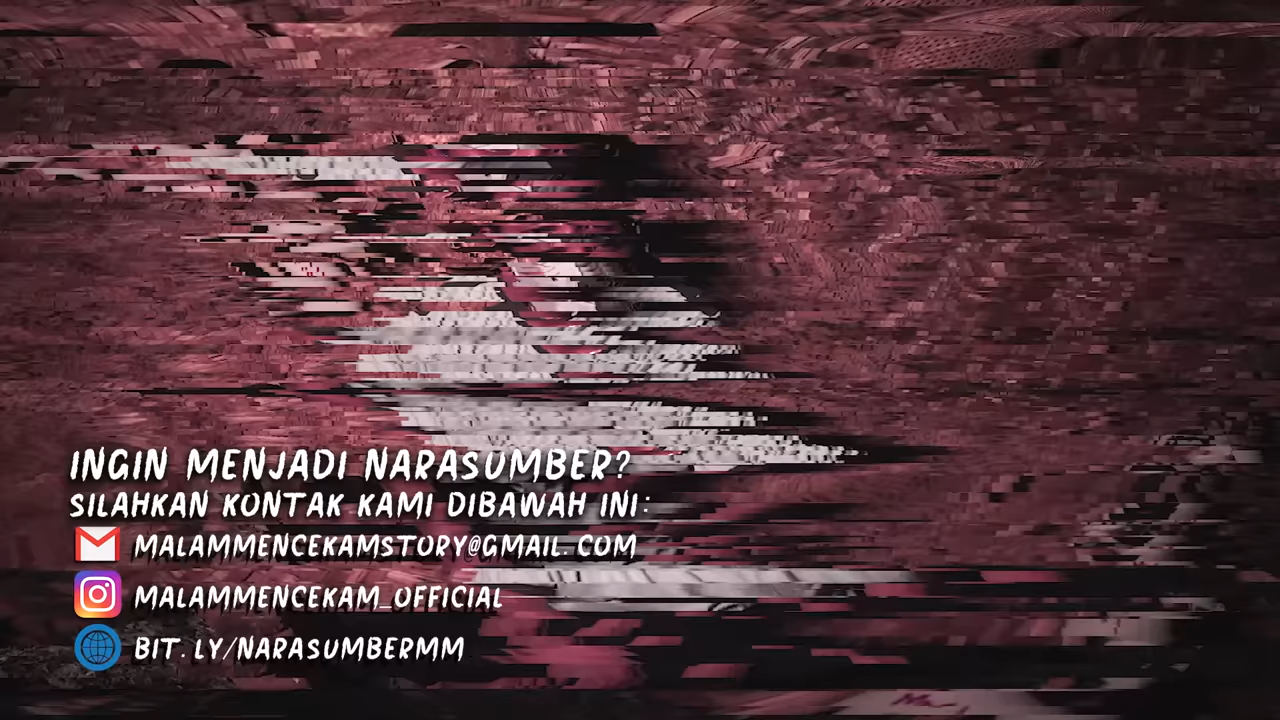 INGIN MENJADI NARASUMBER?
SILAHKAN KONTAK KAMI DIBAWAH INI:
MALAMMENCEKAMSTORY@GMAIL.COM
MALAMMENCEKAM_OFFICIAL
BIT.LY/NARASUMBERMM